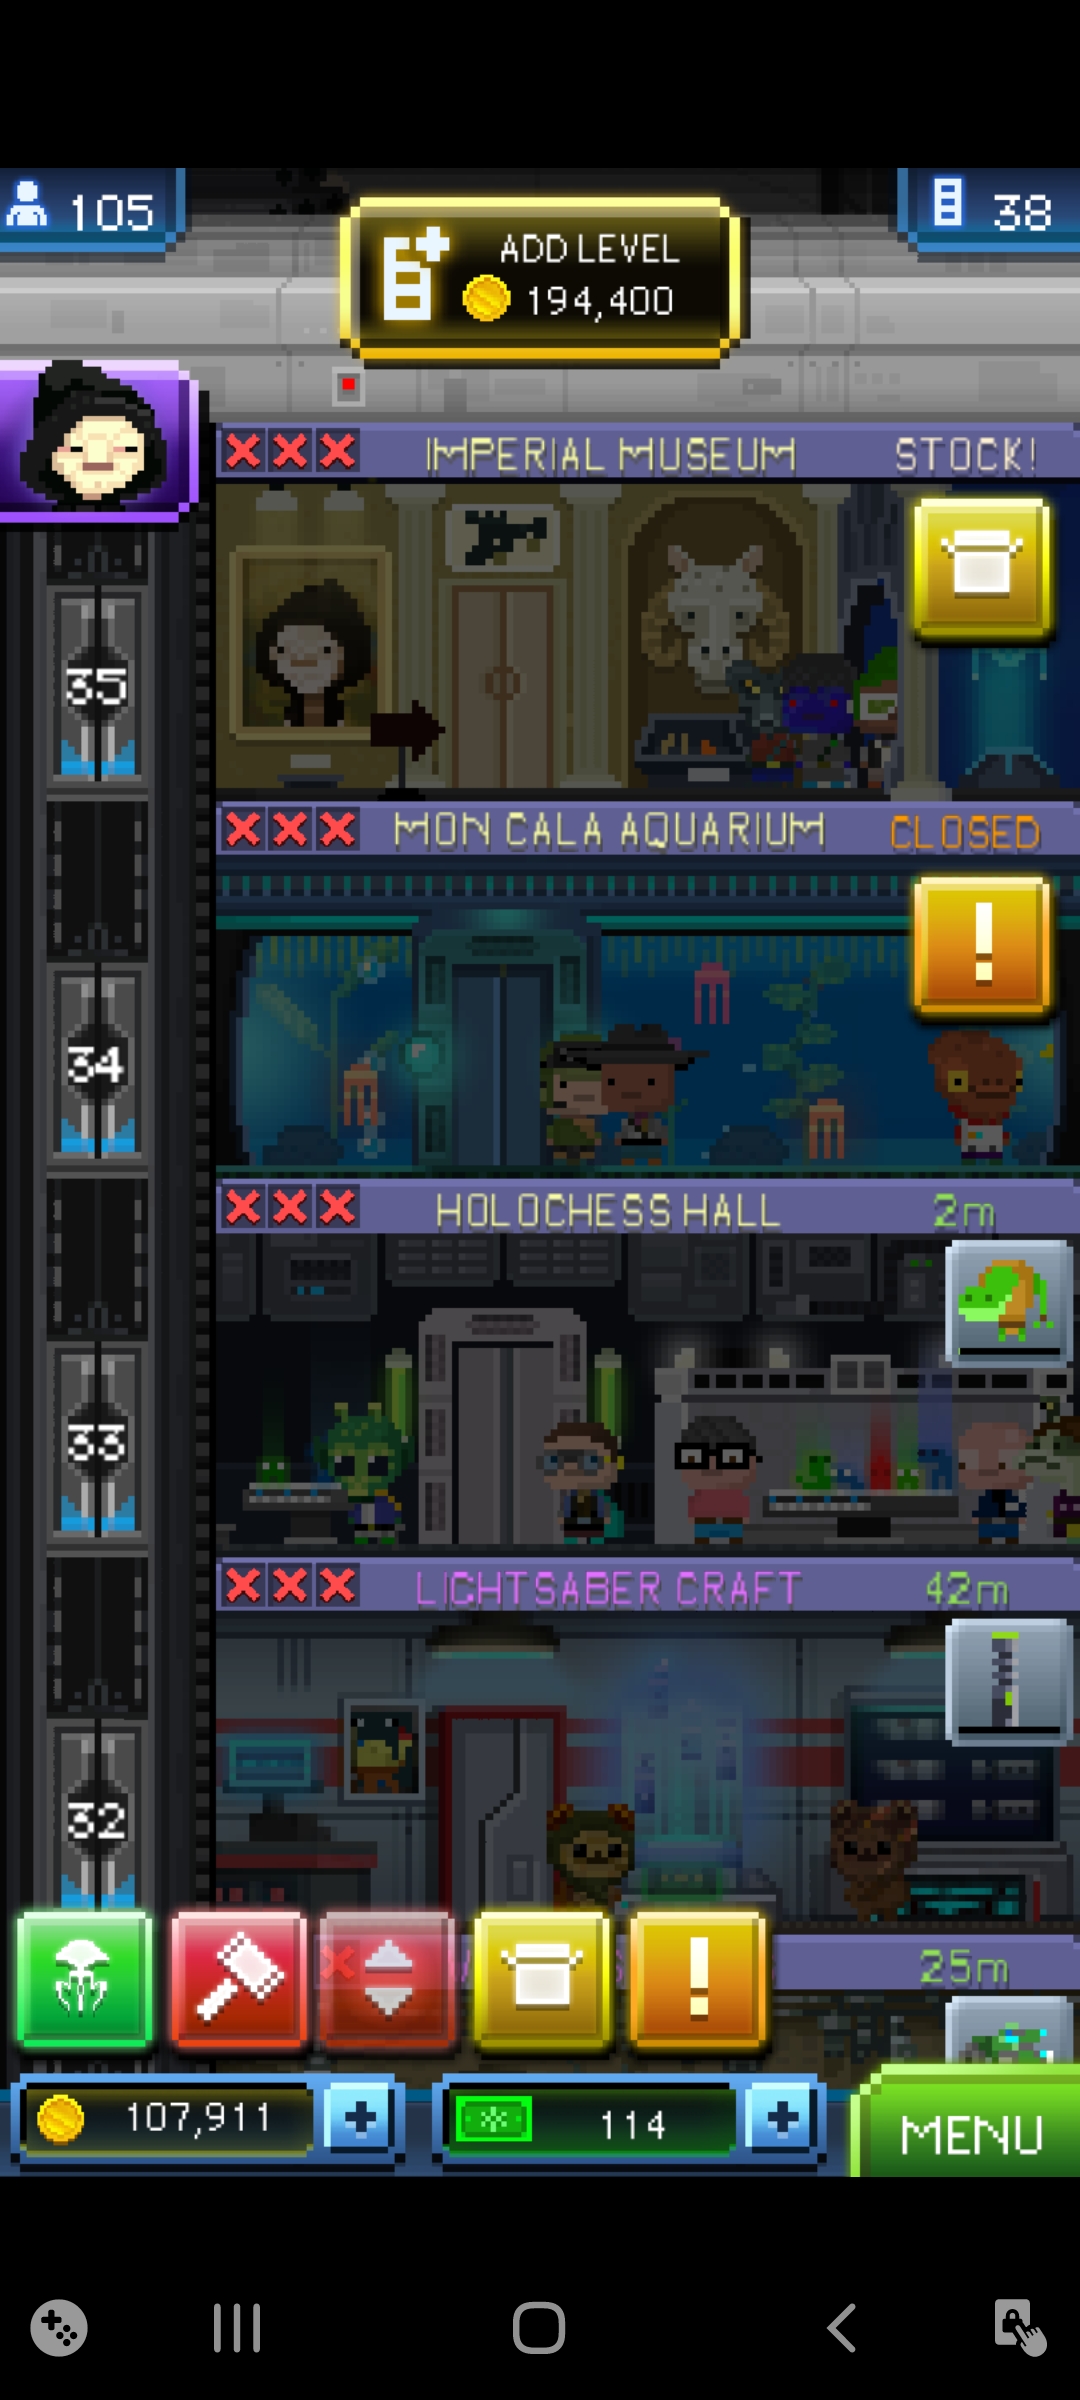 105
ADD LEVEL
194,400
38
IMPERIAL MUSEUM STOCK!
35
MON CALA AQUARIUM CLOSED
34
HOLOCHESS HALL 2m
33
LIGHTSABER CRAFT 42m
32
25m
107,911
114
MENU